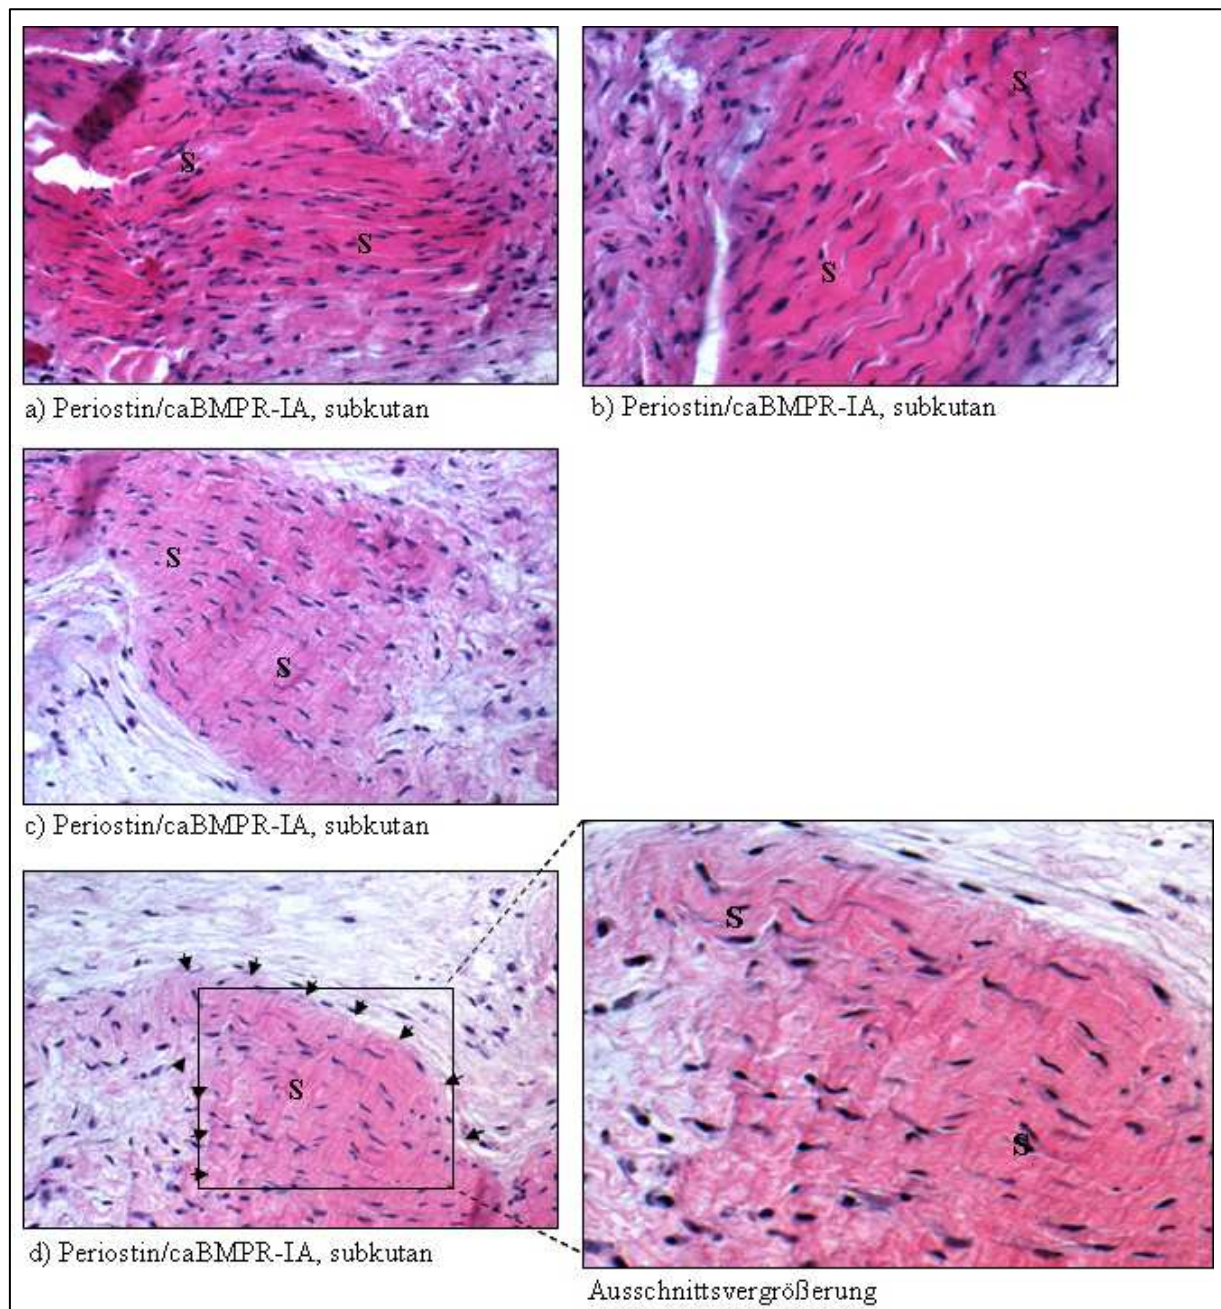 S
S
S
S
a) Periostin/caBMPR-IA, subkutan
b) Periostin/caBMPR-IA, subkutan
S
S
c) Periostin/caBMPR-IA, subkutan
S
d) Periostin/caBMPR-IA, subkutan
S
S
Ausschnittsvergrößerung